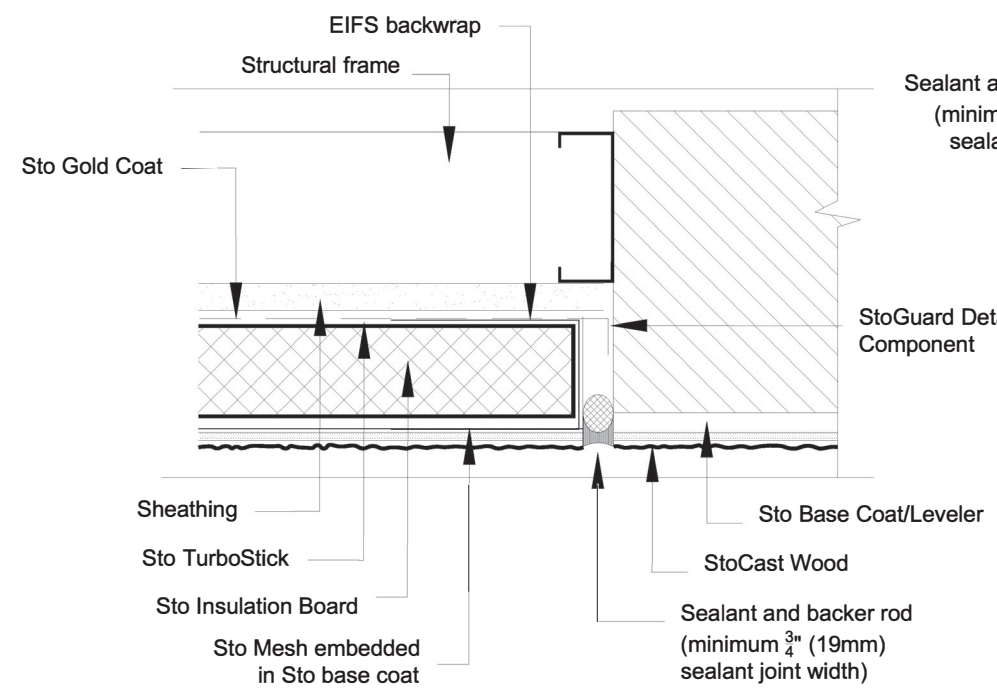 EIFS backwrap
Structural frame
Sealant a
(minim
seala
Sto Gold Coat
StoGuard Deta
Component
Sheathing
Sto Base Coat/Leveler
Sto TurboStick
StoCast Wood
Sto Insulation Board
Sealant and backer rod
(minimum 3/4" (19mm)
sealant joint width)
Sto Mesh embedded
in Sto base coat